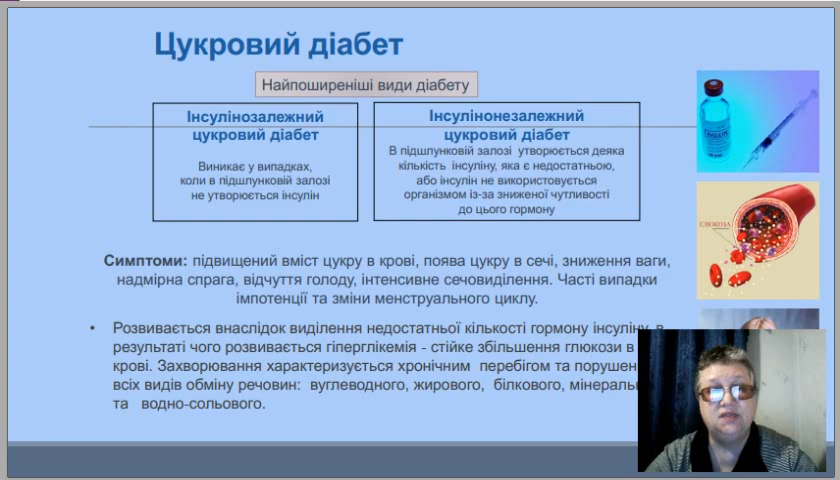 Цукровий діабет
Найпоширеніші види діабету
Інсулінозалежний
цукровий діабет
Виникає у випадках,
коли в підшлунковій залозі
не утворюється інсулін
Інсулінонезалежний
цукровий діабет
В підшлунковій залозі утворюється деяка
кількість інсуліну, яка є недостатньою,
або інсулін не використовується
організмом із-за зниженої чутливості
до цього гормону
ГЛЮКОЗА
Симптоми: підвищений вміст цукру в крові, поява цукру в сечі, зниження ваги,
надмірна спрага, відчуття голоду, інтенсивне сечовиділення. Часті випадки
імпотенції та зміни менструального циклу.
• Розвивається внаслідок виділення недостатньої кількості гормону інсуліну, в
результаті чого розвивається гіперглікемія - стійке збільшення глюкози в
крові. Захворювання характеризується хронічним перебігом та порушен
всіх видів обміну речовин: вуглеводного, жирового, білкового, мінераль
та водно-сольового.